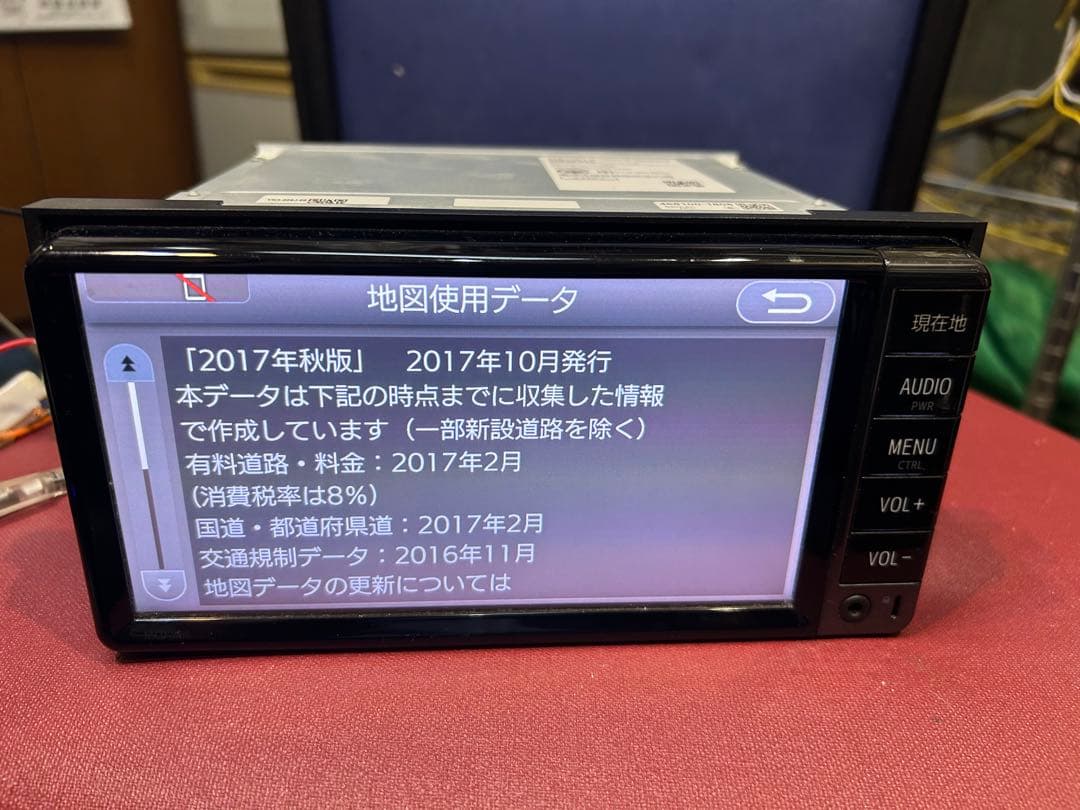 地図使用データ
「2017年秋版」 2017年10月発行
本データは下記の時点までに収集した情報
で作成しています（一部新設道路を除く）
有料道路・料金：2017年2月
(消費税率は8%)
国道・都道府県道：2017年2月
交通規制データ：2016年11月
地図データの更新については
現在地
AUDIO
PWR
MENU
CTRL
VOL+
VOL-